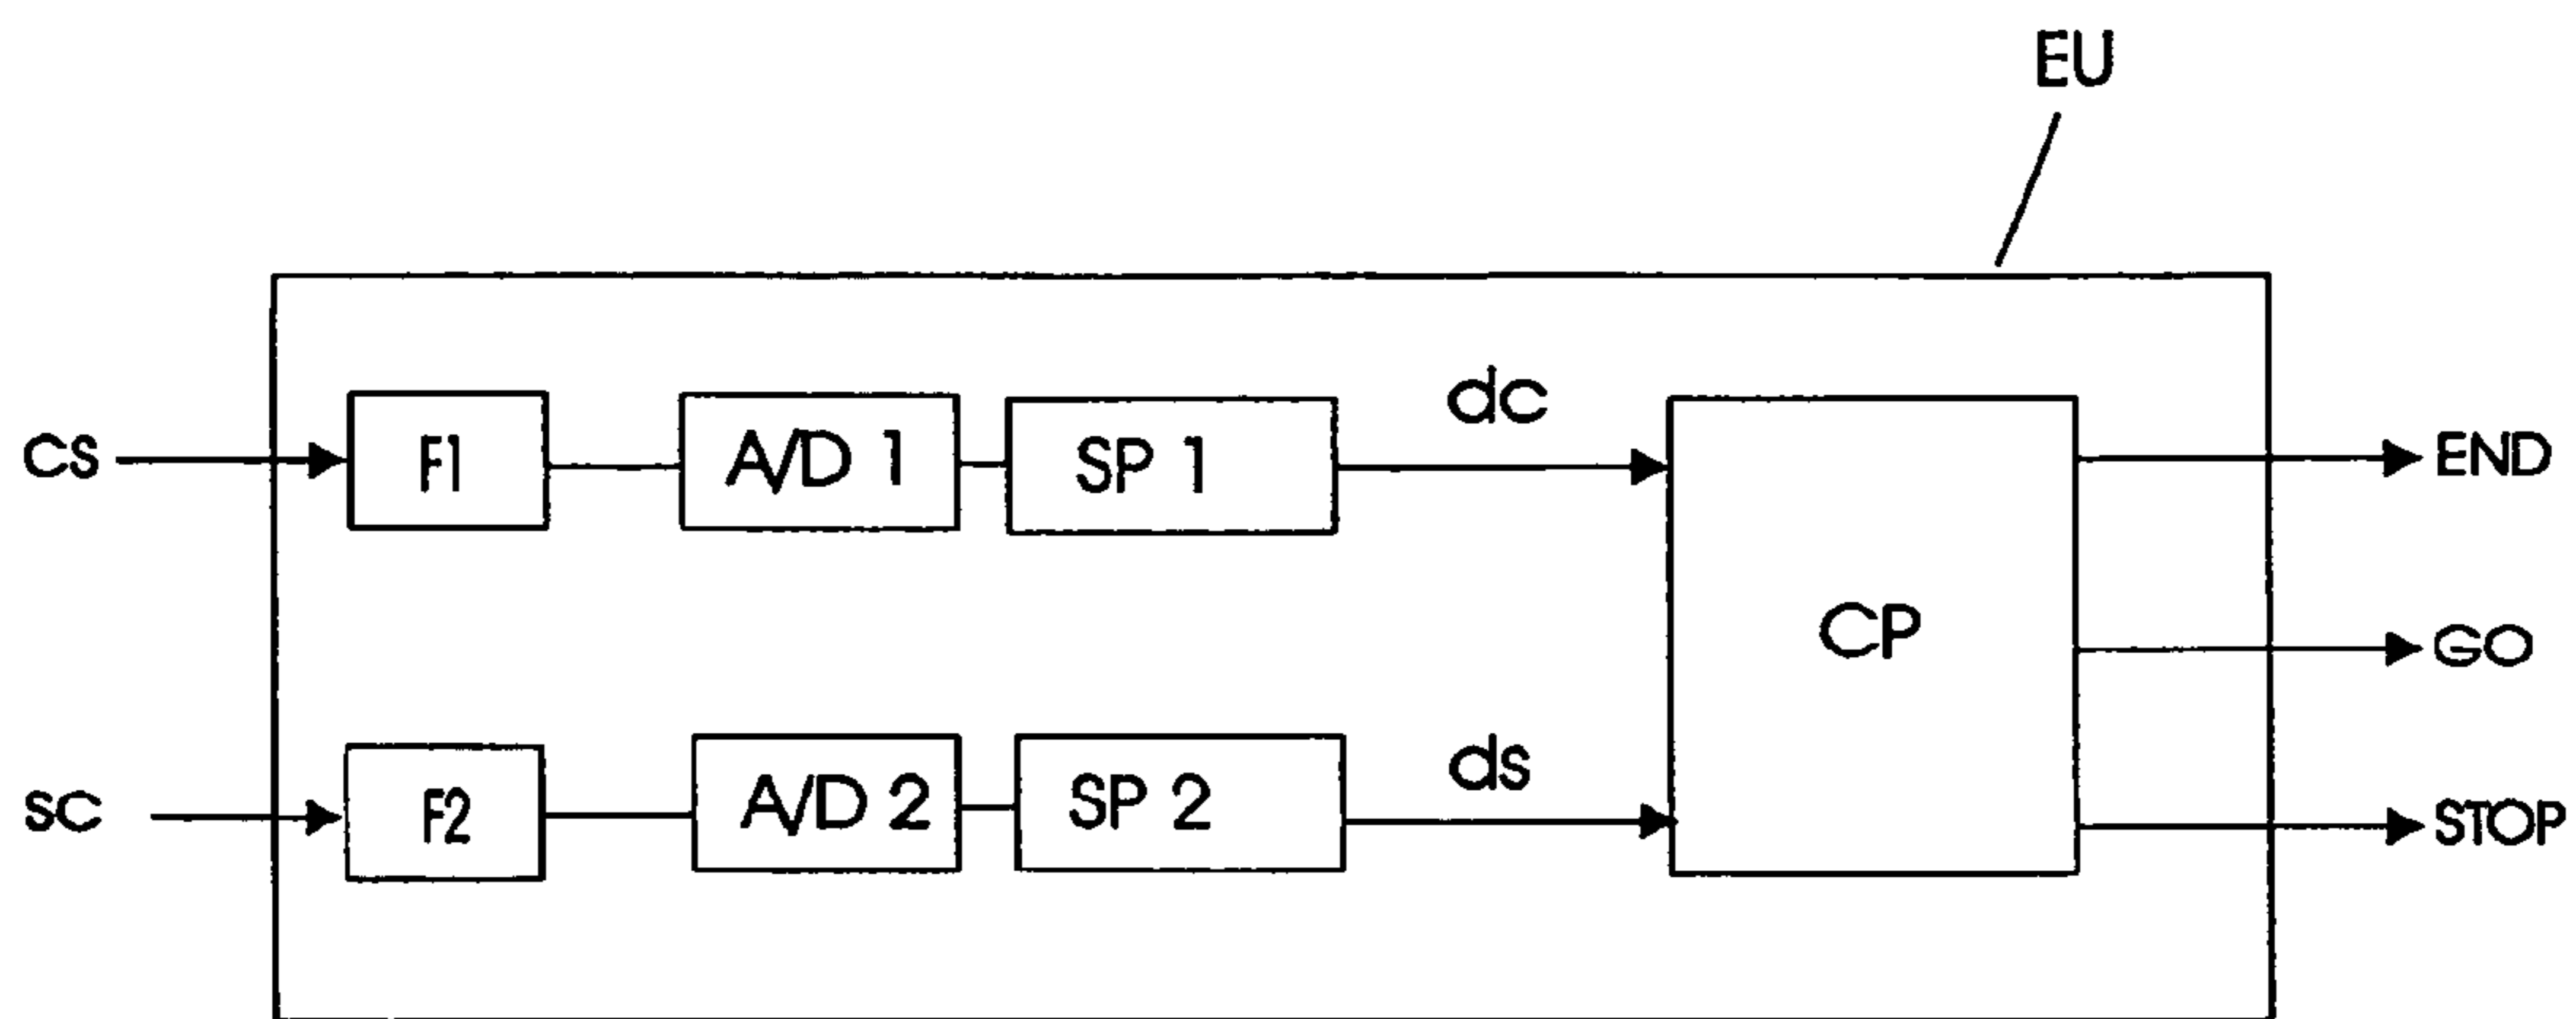 EU
CS
F1
A/D 1
SP 1
dc
CP
END
GO
STOP
SC
F2
A/D 2
SP 2
ds